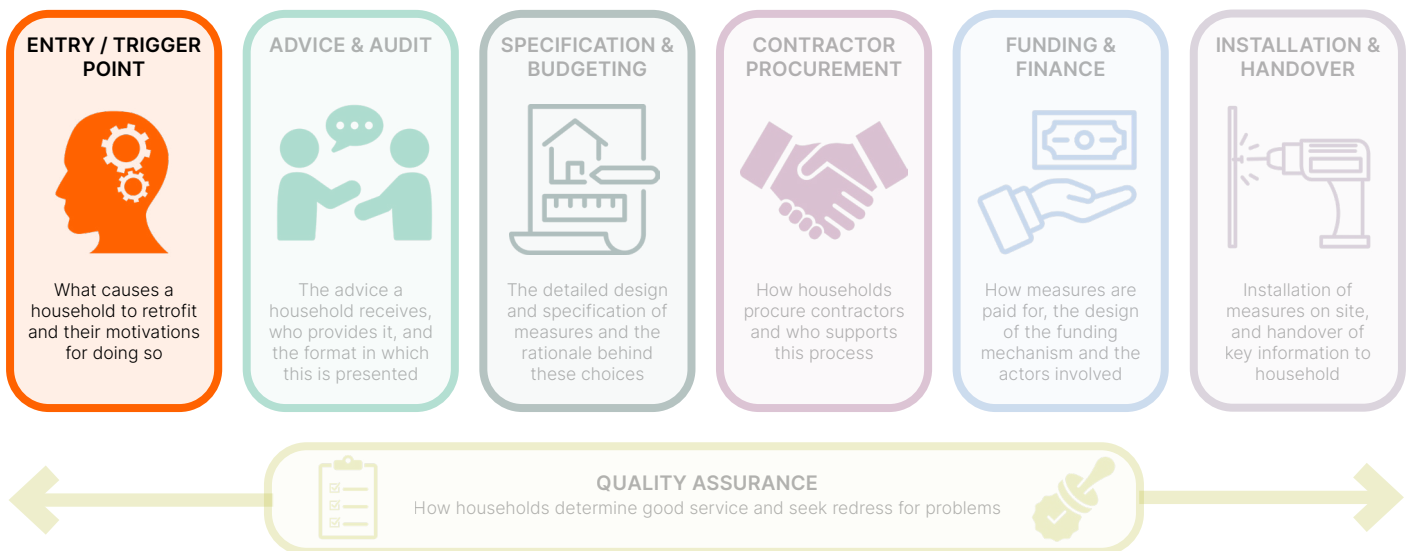 ENTRY / TRIGGER
POINT
What causes a
household to retrofit
and their motivations
for doing so
ADVICE & AUDIT
The advice a
household receives,
who provides it, and
the format in which
this is presented
SPECIFICATION &
BUDGETING
The detailed design
and specification of
measures and the
rationale behind
these choices
CONTRACTOR
PROCUREMENT
How households
procure contractors
and who supports
this process
FUNDING &
FINANCE
How measures are
paid for, the design
of the funding
mechanism and the
actors involved
INSTALLATION &
HANDOVER
Installation of
measures on site,
and handover of
key information to
household
QUALITY ASSURANCE
How households determine good service and seek redress for problems